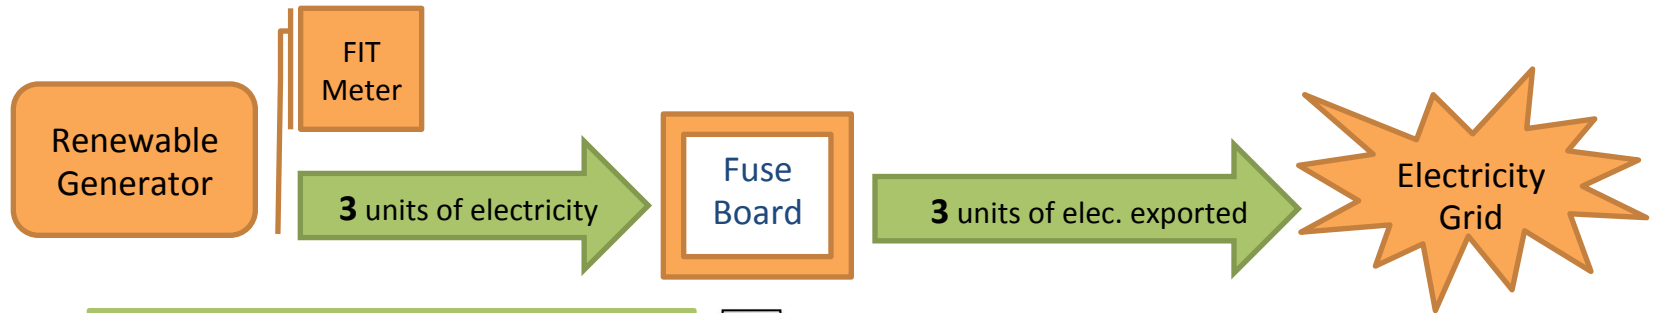 FIT
Meter
Renewable
Generator
3 units of electricity
Fuse
Board
3 units of elec. exported
Electricity
Grid